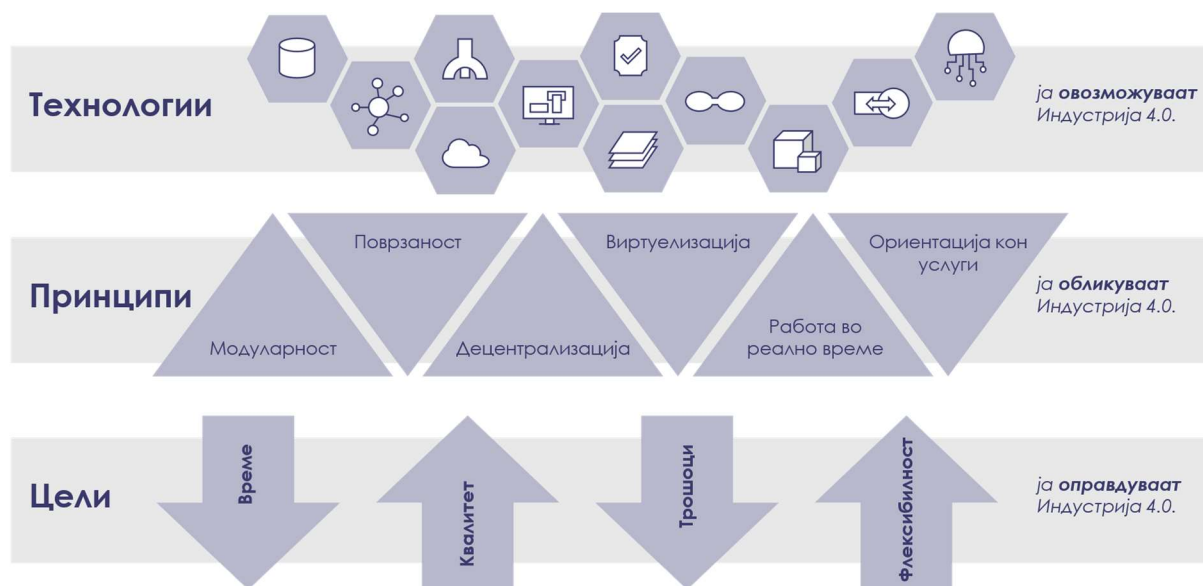 Технологии
ја овозможуваат
Индустрија 4.0.
Поврзаност
Виртуелизација
Ориентација кон
услуги
Принципи
ја обликуваат
Индустрија 4.0.
Модуларност
Децентрализација
Работа во
реално време
Цели
Време
Квалитет
Трошоци
Флексибилност
ја оправдуваат
Индустрија 4.0.